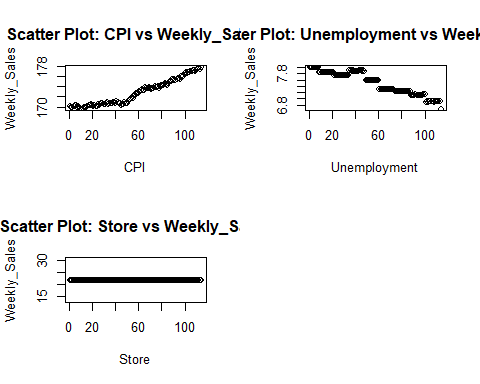 Scatter Plot: CPI vs Weekly_Sa
er Plot: Unemployment vs Week
Weekly_Sales
170
178
0 20 60 100
CPI
Weekly_Sales
6.8
7.8
0 20 60 100
Unemployment
Scatter Plot: Store vs Weekly_S
Weekly_Sales
15
30
0 20 60 100
Store